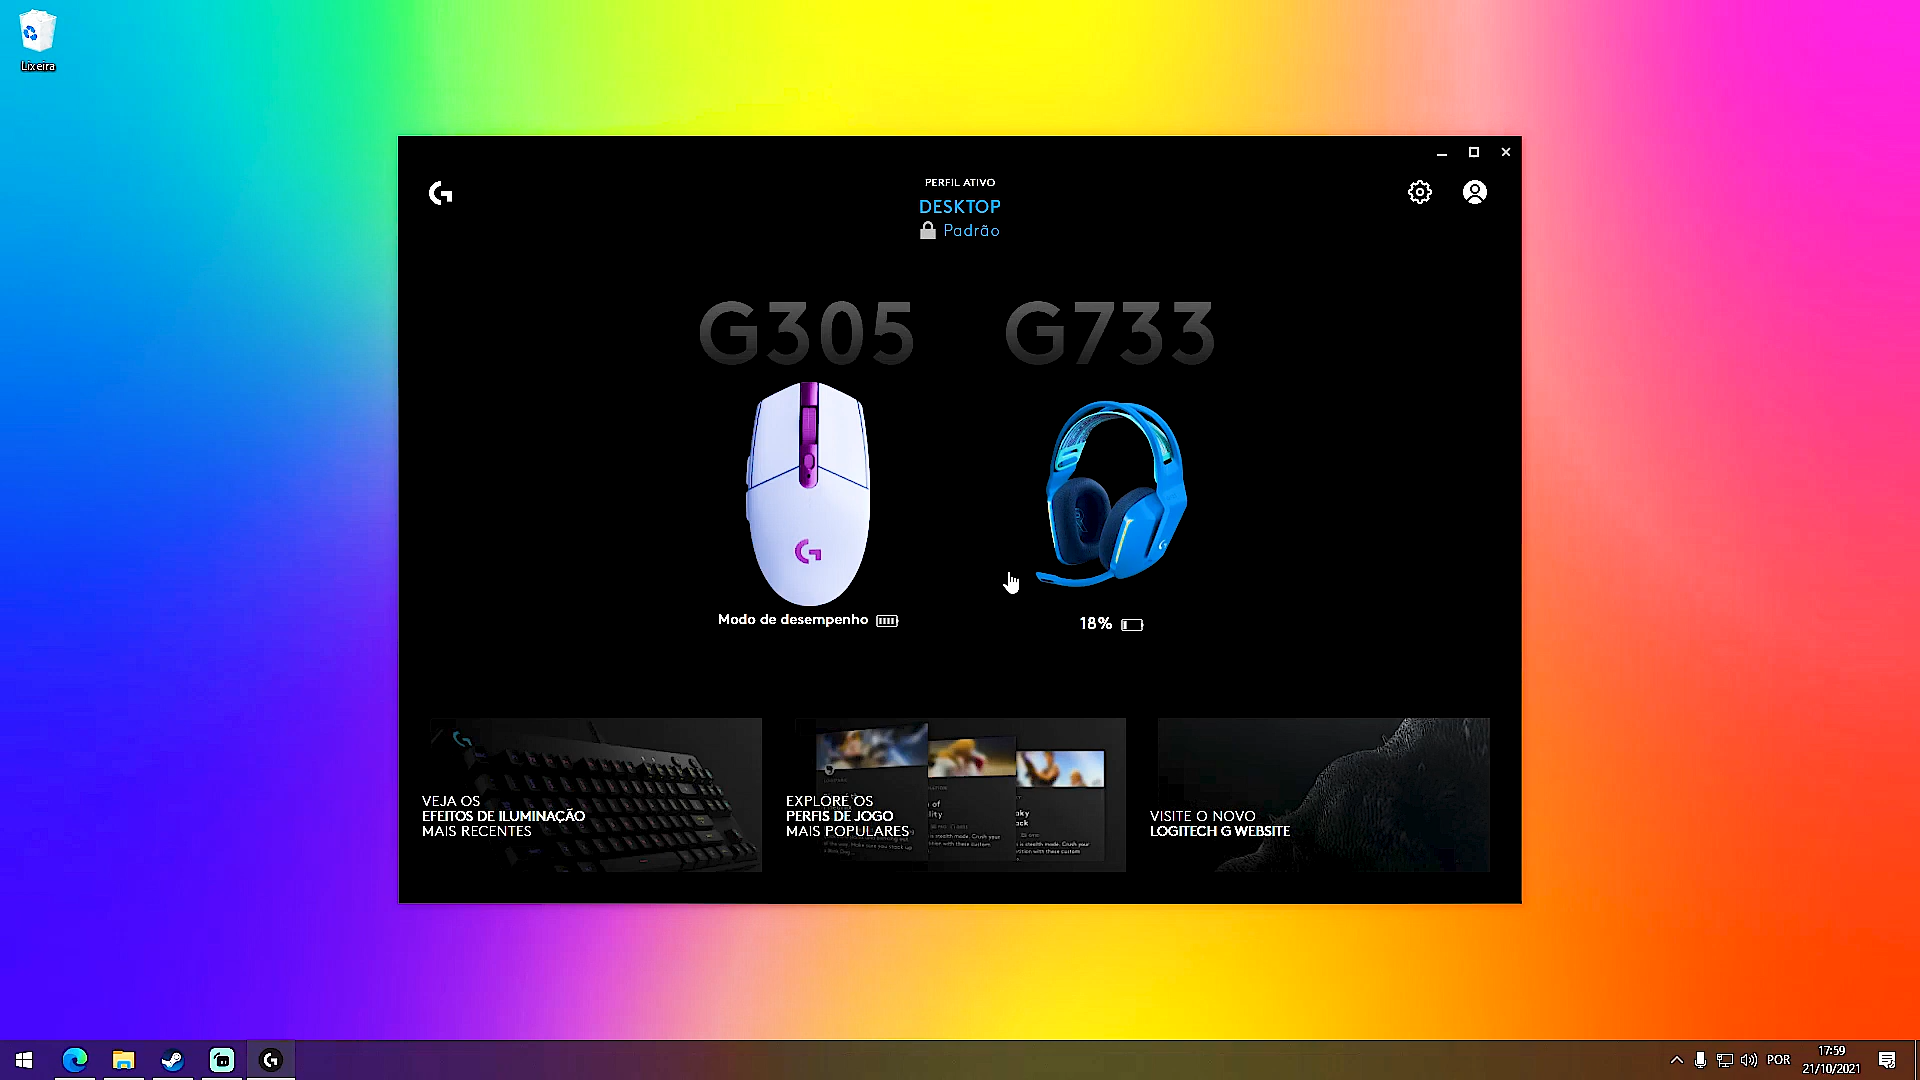 Lixeira
PERFIL ATIVO
DESKTOP
Padrão
G305
G733
Modo de desempenho
18%
VEJA OS
EFEITOS DE ILUMINAÇÃO
MAIS RECENTES
EXPLORE OS
PERFIS DE JOGO
MAIS POPULARES
VISITE O NOVO
LOGITECH G WEBSITE
POR
17:59
21/10/2021